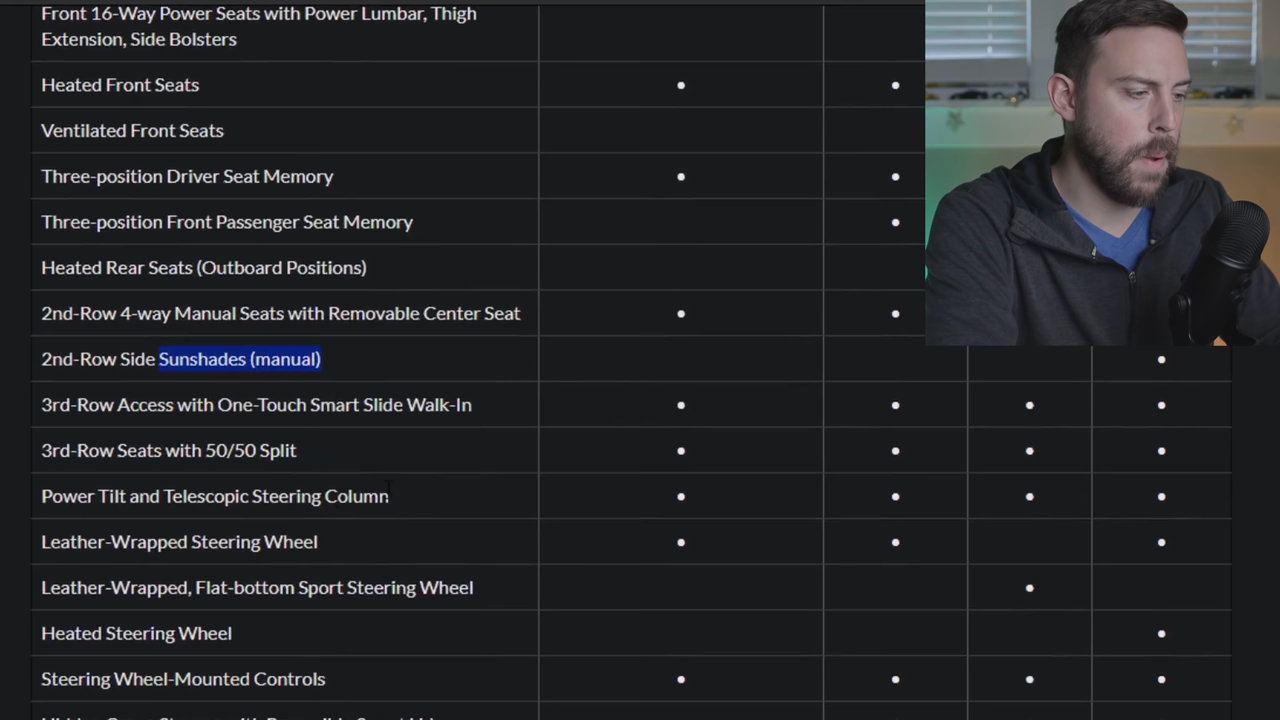 Front 16-Way Power Seats with Power Lumbar, Thigh
Extension, Side Bolsters
Heated Front Seats
Ventilated Front Seats
Three-position Driver Seat Memory
Three-position Front Passenger Seat Memory
Heated Rear Seats (Outboard Positions)
2nd-Row 4-way Manual Seats with Removable Center Seat
2nd-Row Side Sunshades (manual)
3rd-Row Access with One-Touch Smart Slide Walk-In
3rd-Row Seats with 50/50 Split
Power Tilt and Telescopic Steering Column
Leather-Wrapped Steering Wheel
Leather-Wrapped, Flat-bottom Sport Steering Wheel
Heated Steering Wheel
Steering Wheel-Mounted Controls